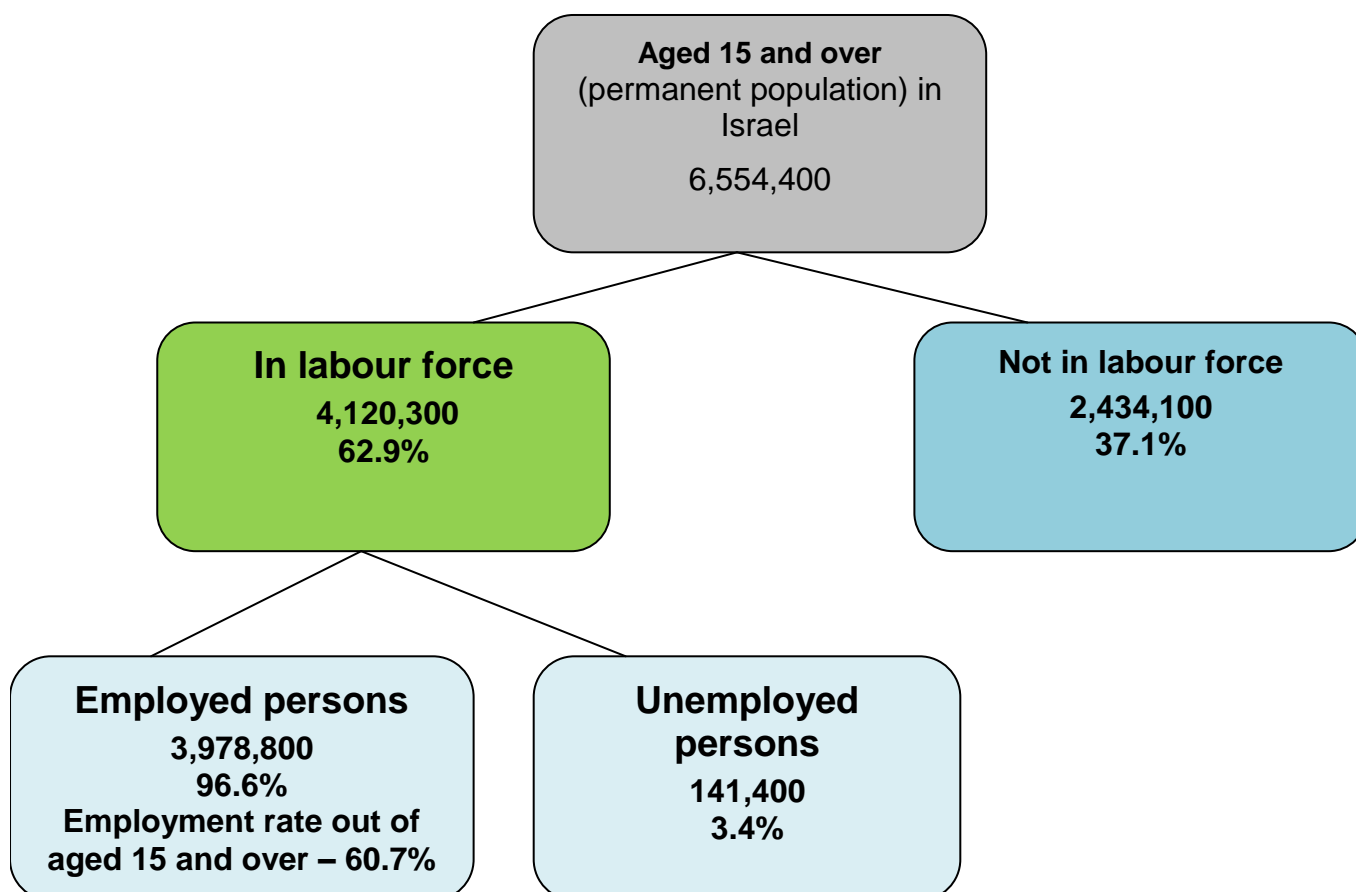 Aged 15 and over
(permanent population) in
Israel
6,554,400
In labour force
4,120,300
62.9%
Not in labour force
2,434,100
37.1%
Employed persons
3,978,800
96.6%
Employment rate out of
aged 15 and over – 60.7%
Unemployed
persons
141,400
3.4%